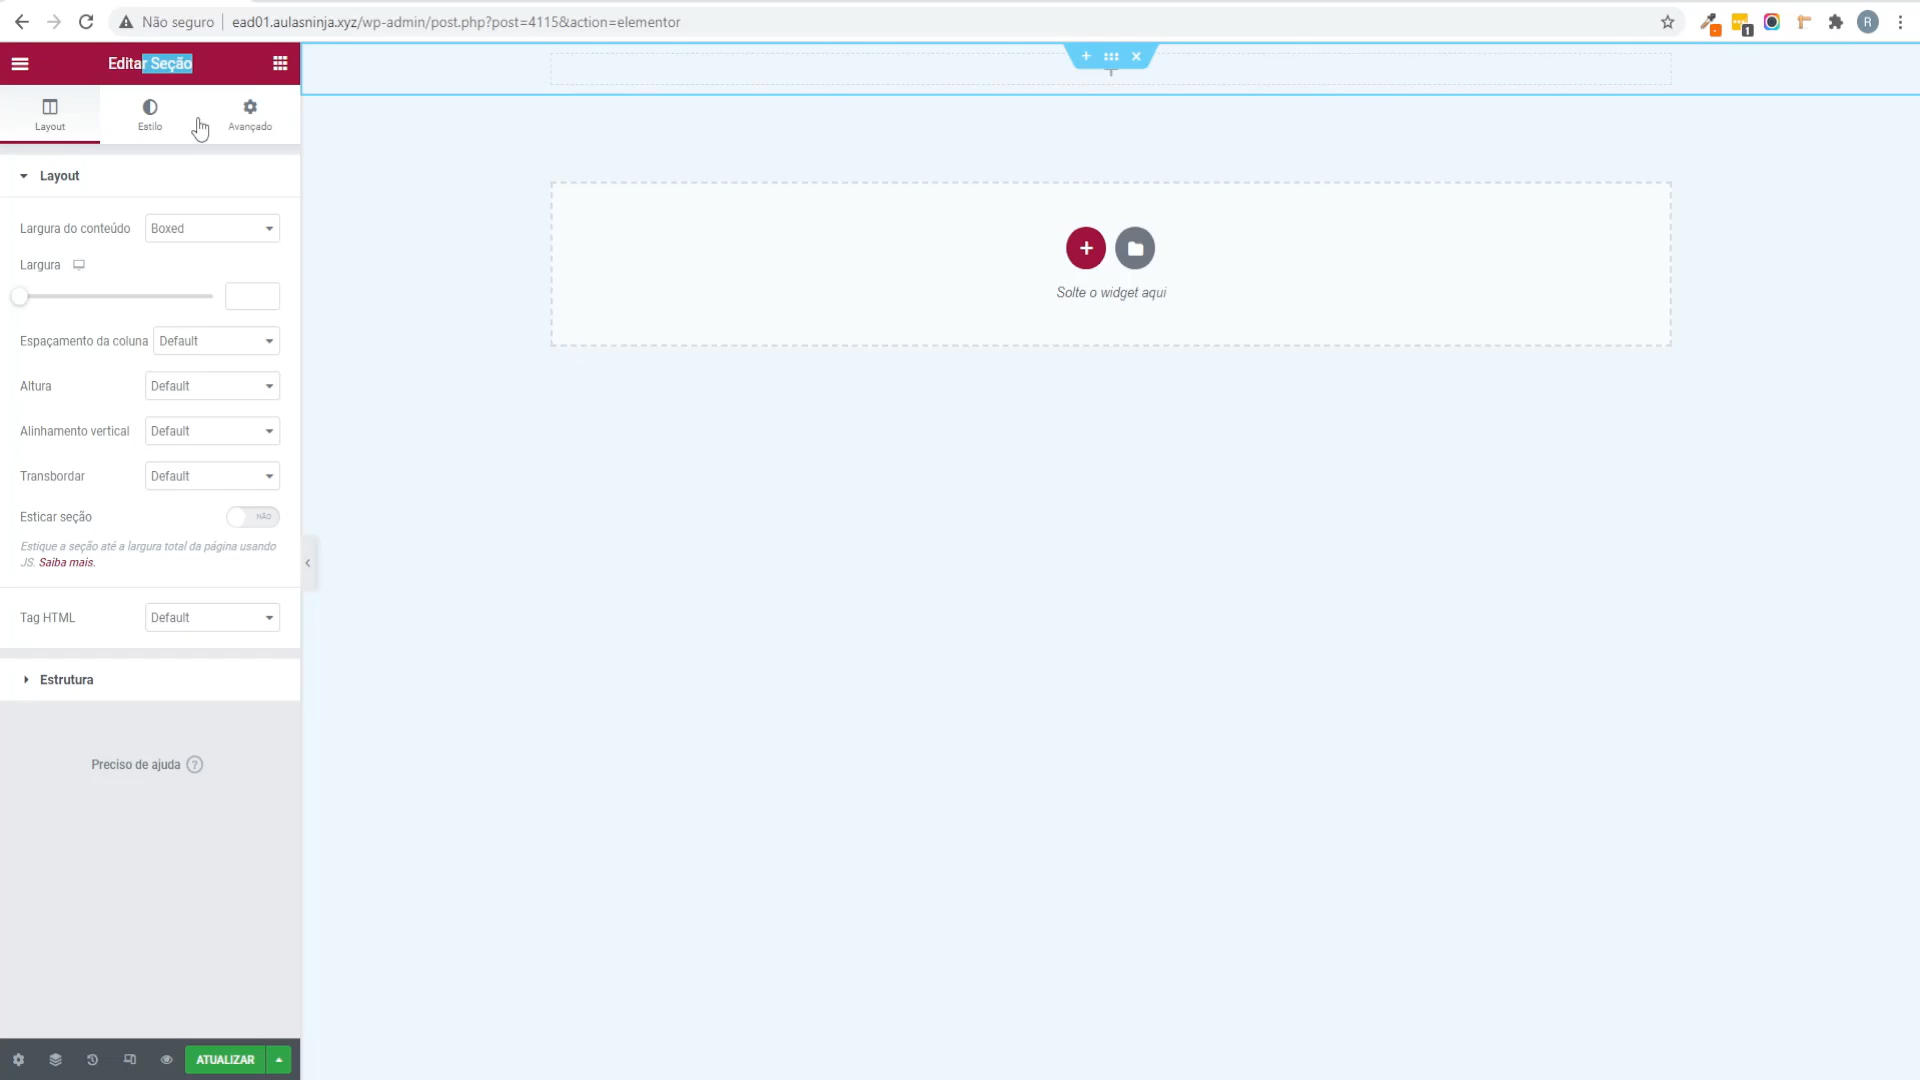 Não seguro
ead01.aulasninja.xyz/wp-admin/post.php?post=4115&action=elementor
1
R
Editar Seção
Layout
Estilo
Avançado
Layout
Largura do conteúdo
Boxed
Largura
Espaçamento da coluna
Default
Altura
Default
Alinhamento vertical
Default
Transbordar
Default
Esticar seção
NÃO
Estique a seção até a largura total da página usando
JS. Saiba mais.
Tag HTML
Default
Estrutura
Preciso de ajuda ?
ATUALIZAR
Solte o widget aqui